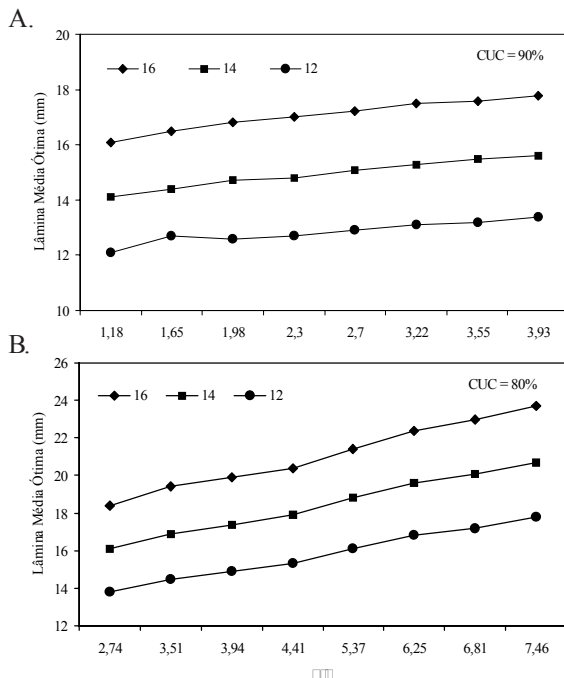 A.
20
18
16
14
12
10
Lâmina Média Ótima (mm)
16 14 12
CUC = 90%
1,18 1,65 1,98 2,3 2,7 3,22 3,55 3,93
B.
26
24
22
20
18
16
14
12
Lâmina Média Ótima (mm)
16 14 12
CUC = 80%
2,74 3,51 3,94 4,41 5,37 6,25 6,81 7,46